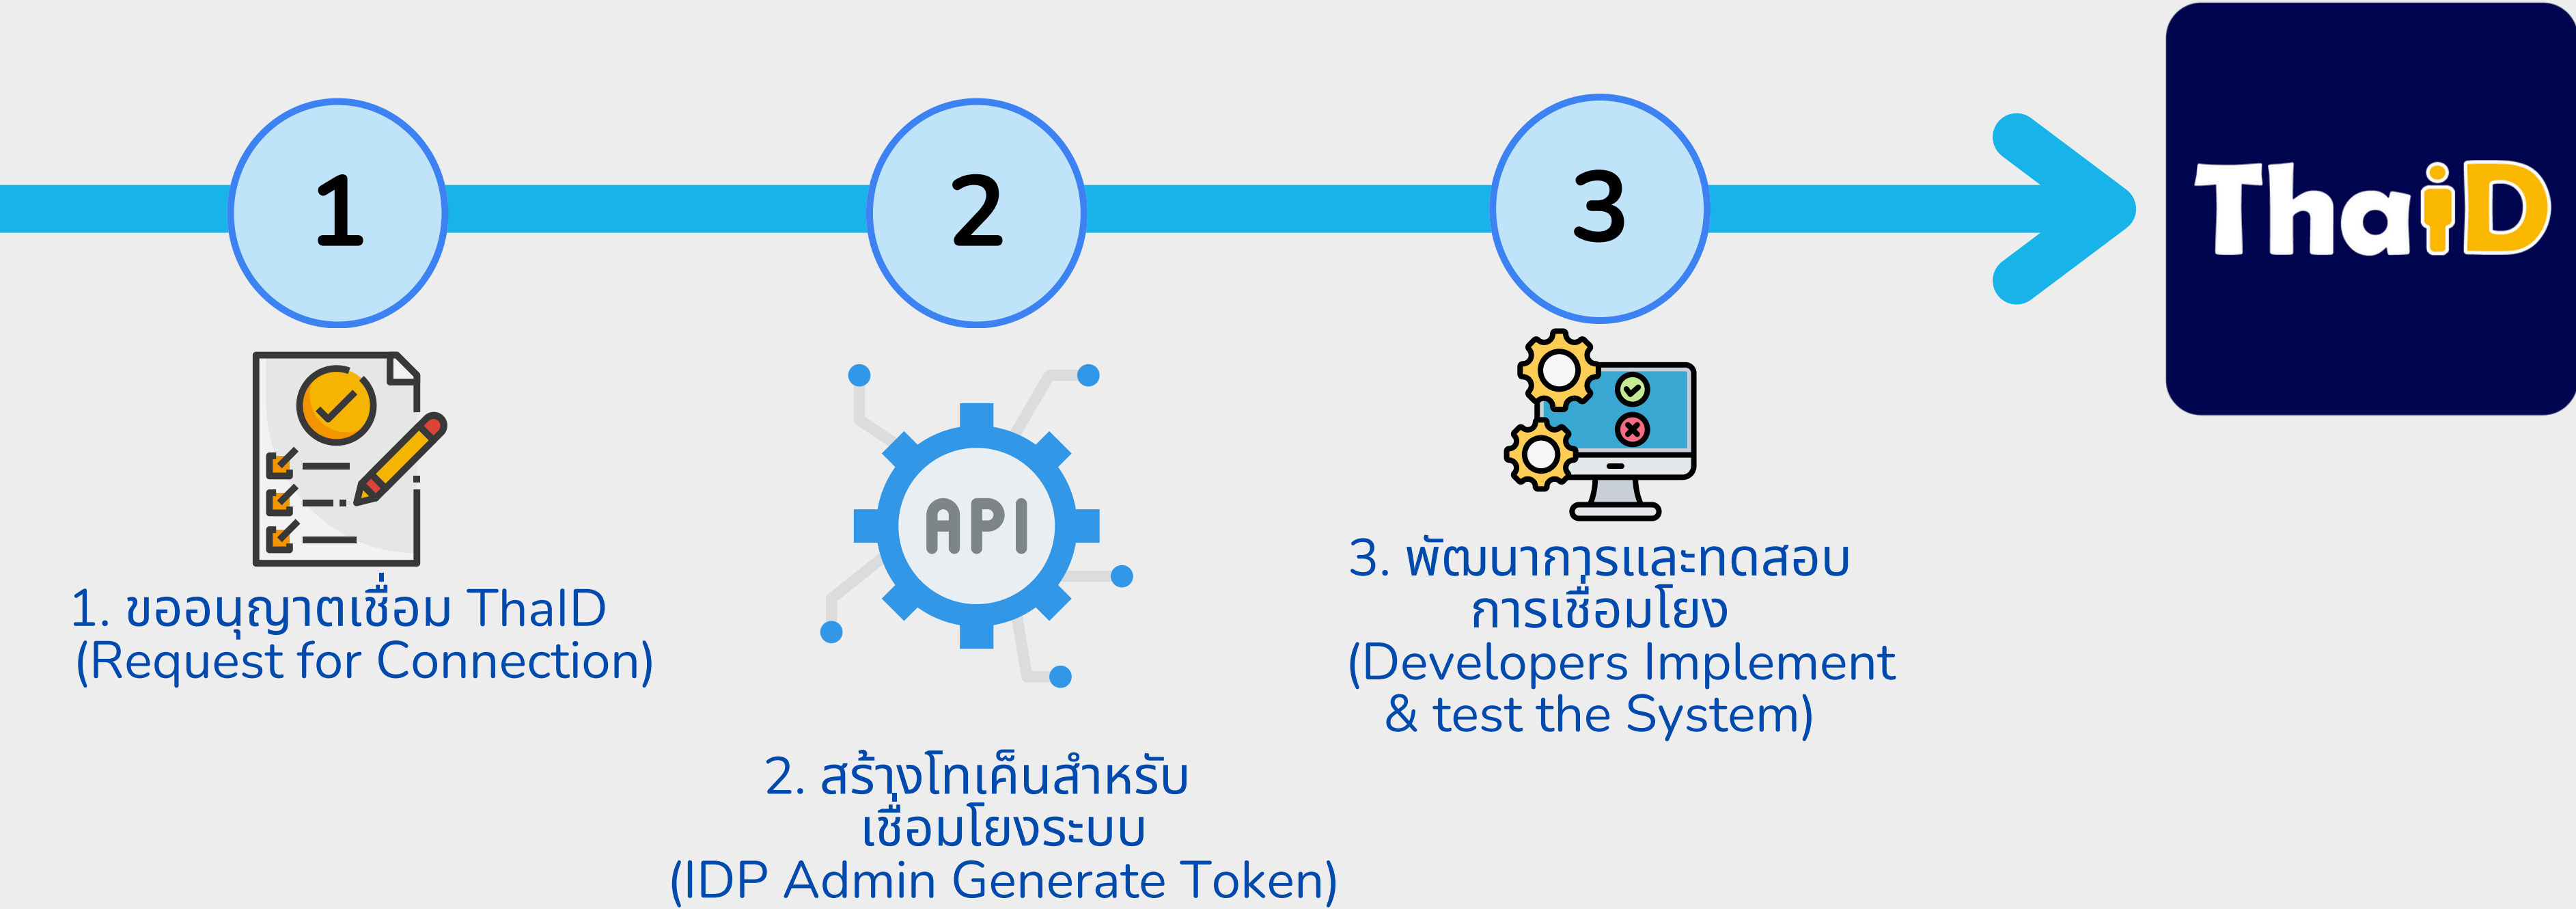 1
2
3
ThaiD
API
1. ขออนุญาตเชื่อม ThaID
(Request for Connection)
2. สร้างโทเค็นสำหรับ
เชื่อมโยงระบบ
(IDP Admin Generate Token)
3. พัฒนาการและทดสอบ
การเชื่อมโยง
(Developers Implement
& test the System)